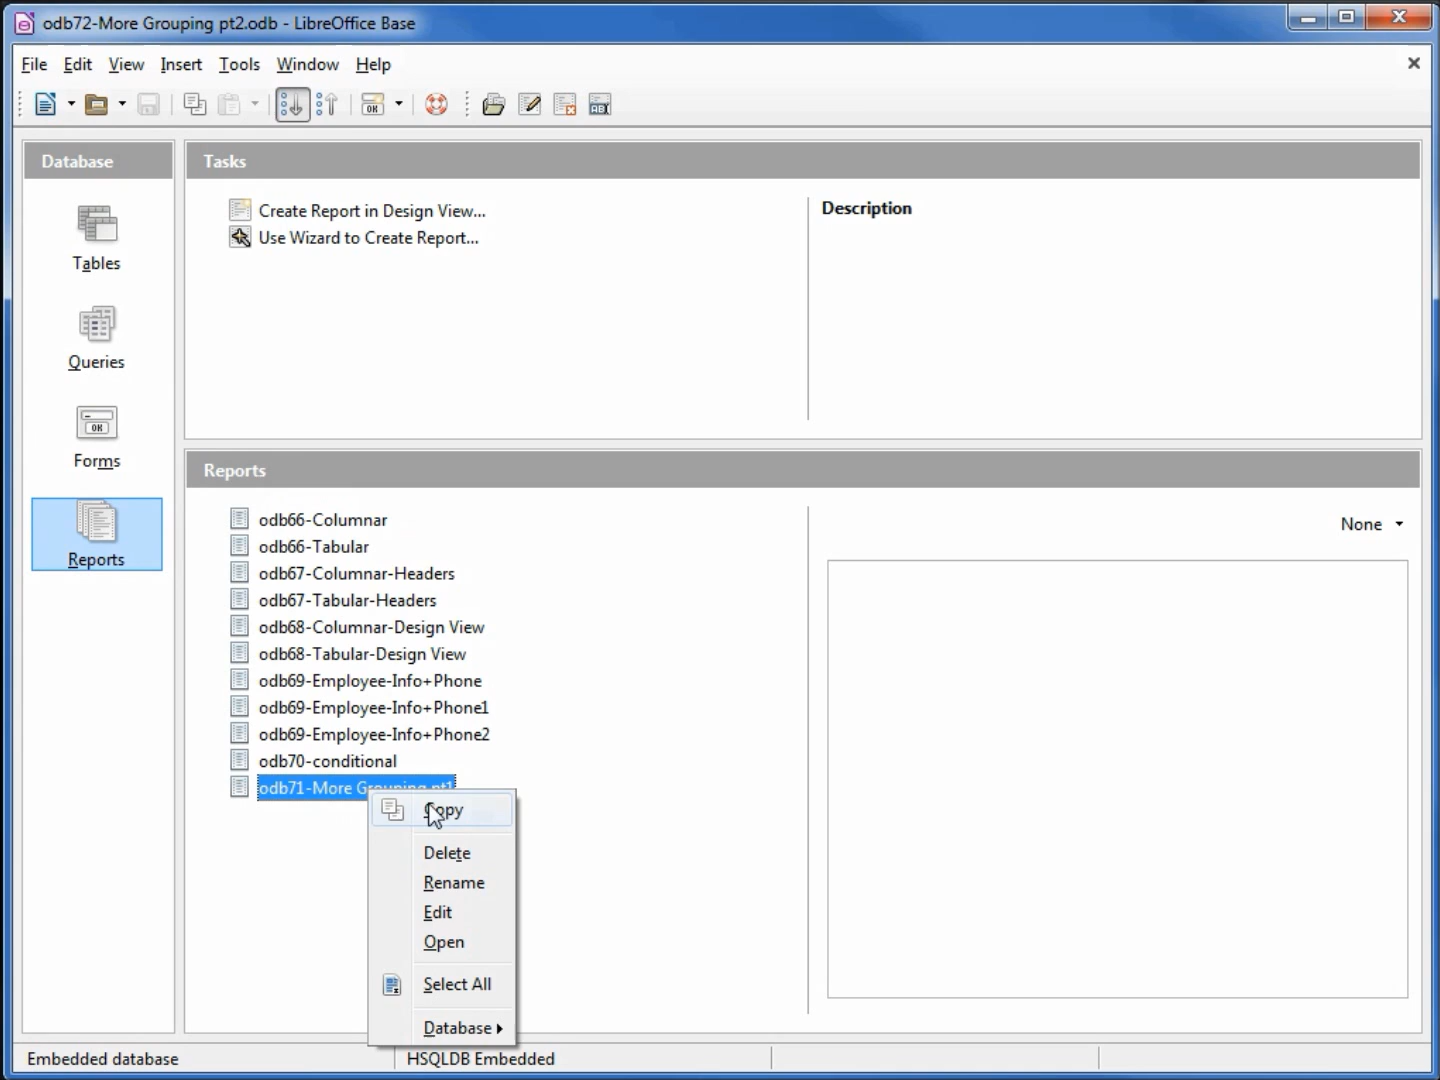 odb72-More Grouping pt2.odb - LibreOffice Base
File Edit View Insert Tools Window Help
Database
Tables
Queries
Forms
Reports
Tasks
Create Report in Design View...
Use Wizard to Create Report...
Description
Reports
odb66-Columnar
odb66-Tabular
odb67-Columnar-Headers
odb67-Tabular-Headers
odb68-Columnar-Design View
odb68-Tabular-Design View
odb69-Employee-Info+Phone
odb69-Employee-Info+Phone1
odb69-Employee-Info+Phone2
odb70-conditional
odb71-More Grouping pt1
None
Copy
Delete
Rename
Edit
Open
Select All
Database
Embedded database
HSQLDB Embedded